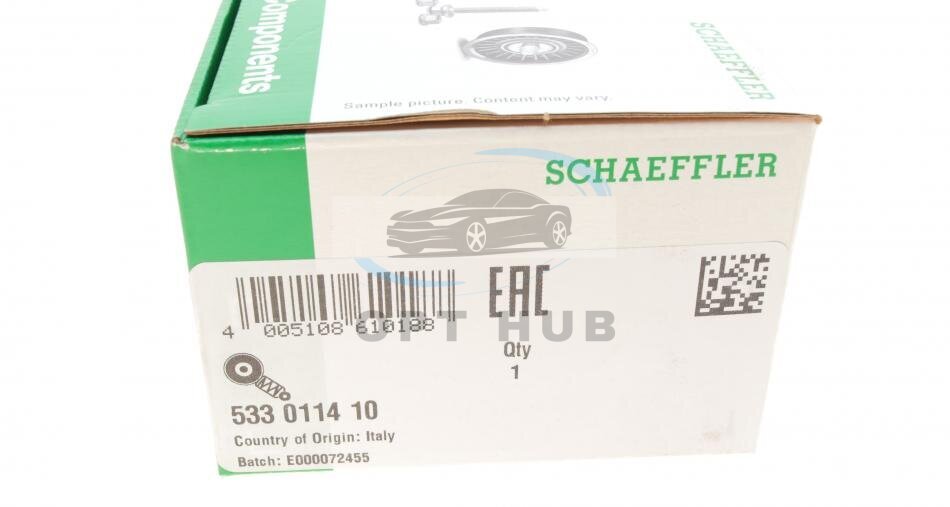 Components
Sample picture. Content may vary.
SCHAEFFLER
SCHAEFFLER
EAC
4 005108 610188
OPT HUB
Qty
1
533 0114 10
Country of Origin: Italy
Batch: E000072455